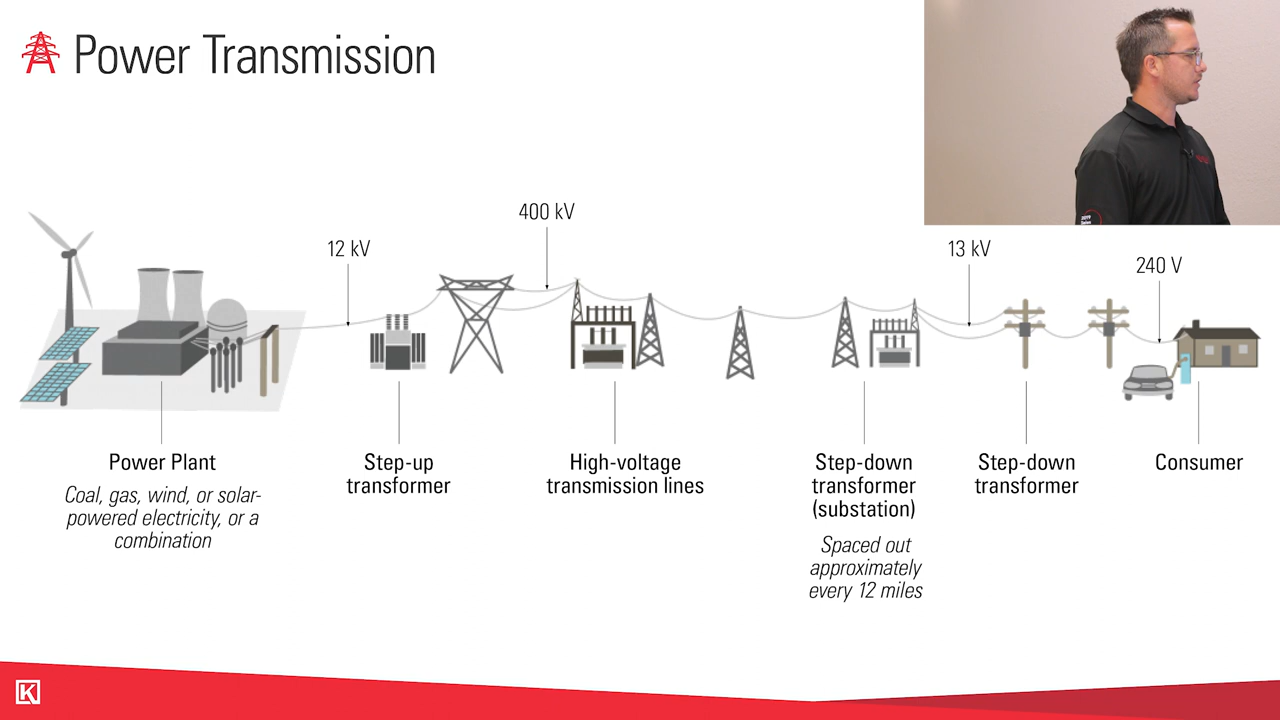 Power Transmission
400 kV
12 kV
13 kV
240 V
Power Plant
Coal, gas, wind, or solar-
powered electricity, or a
combination
Step-up
transformer
High-voltage
transmission lines
Step-down
transformer
(substation)
Spaced out
approximately
every 12 miles
Step-down
transformer
Consumer
K